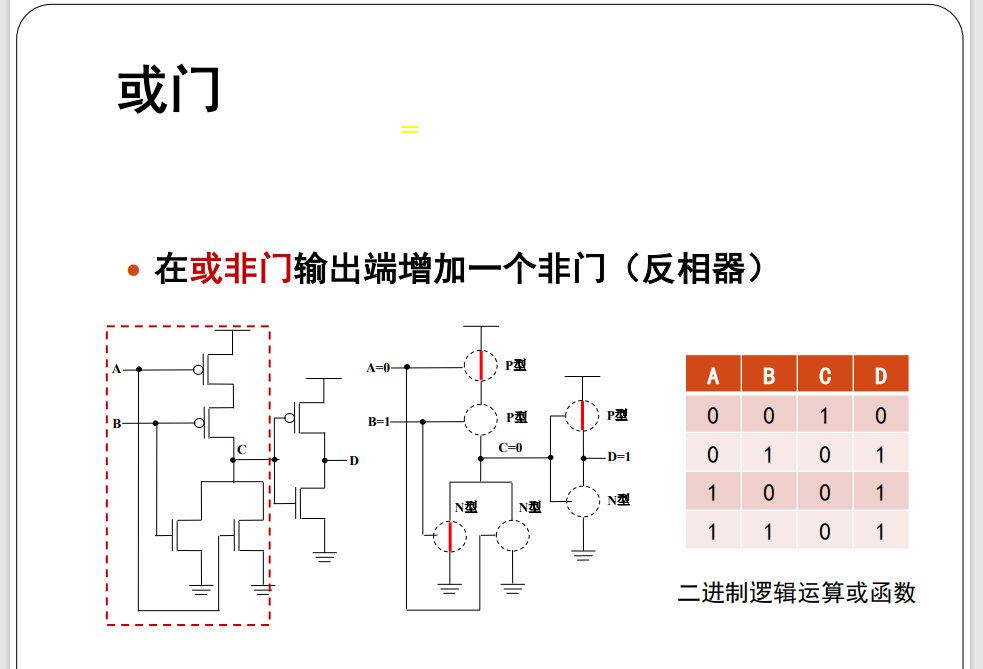 或门
=
• 在或非门输出端增加一个非门（反相器）
A
B
C
D
A=0
P型
B=1
P型
C=0
P型
D=1
N型
N型
N型
A B C D
0 0 1 0
0 1 0 1
1 0 0 1
1 1 0 1
二进制逻辑运算或函数